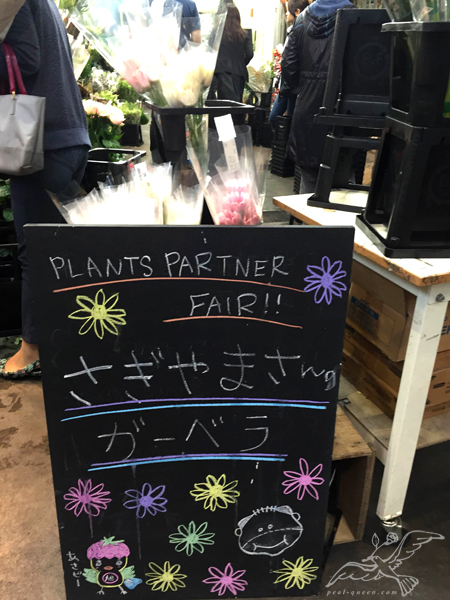 PLANTS PARTNER
FAIR!!
さぎやまさんの
ガーベラ
あさどー
peal-queen.com